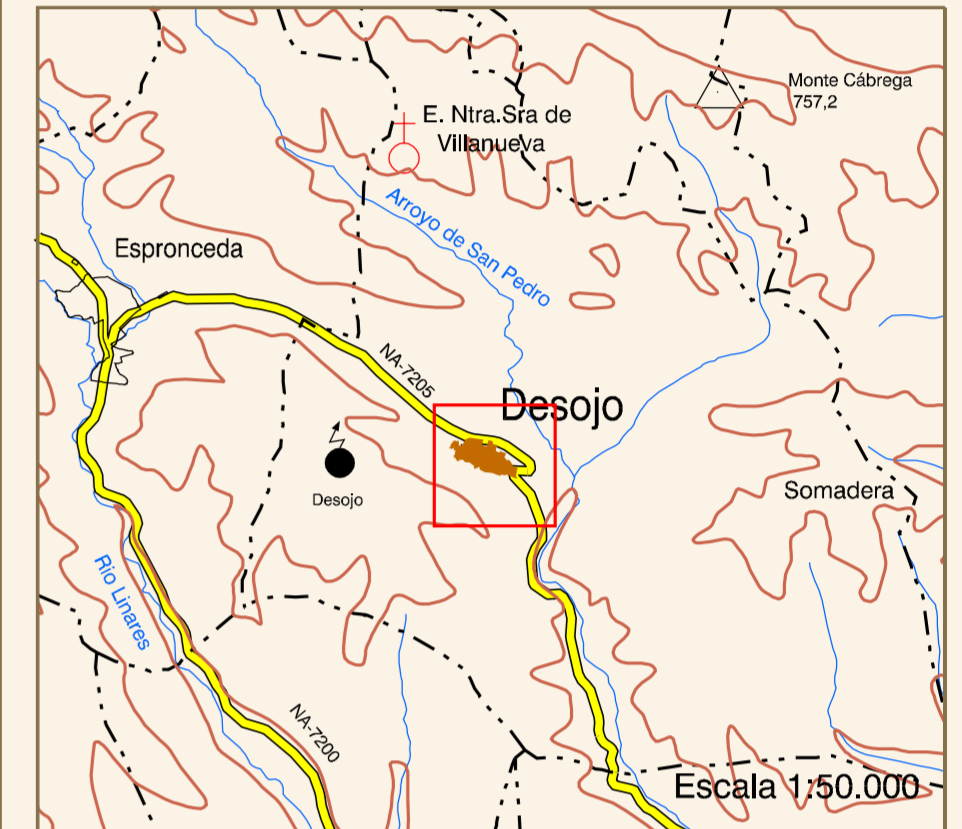 Monte Cábrega
757,2
E. Ntra.Sra de
Villanueva
Arroyo de San Pedro
Espronceda
NA-7205
Desojo
Desojo
Somadera
Rio Linares
NA-7200
Escala 1:50.000